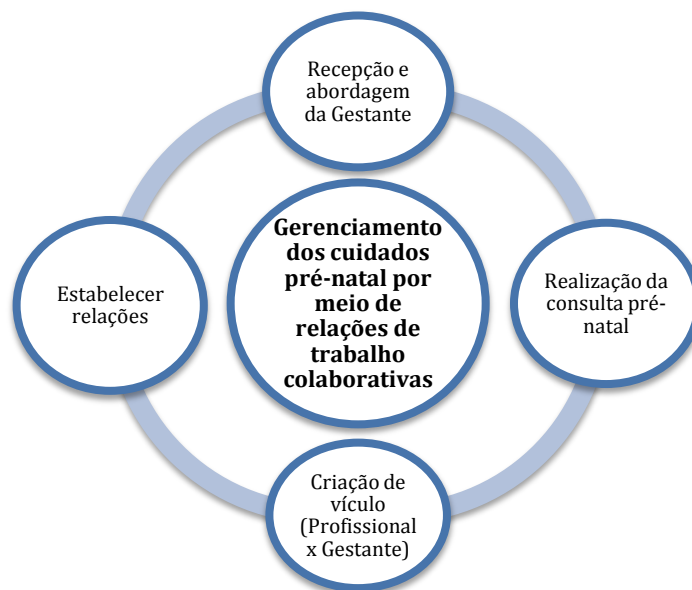 Recepção e
abordagem
da Gestante
Gerenciamento
dos cuidados
pré-natal por
meio de
relações de
trabalho
colaborativas
Estabelecer
relações
Realização da
consulta pré-
natal
Criação de
vículo
(Profissional
x Gestante)